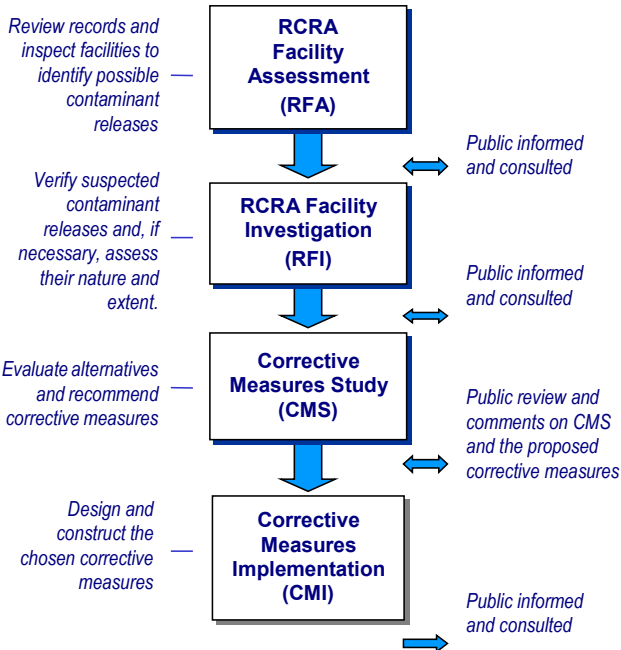 Review records and
inspect facilities to
identify possible
contaminant
releases
RCRA
Facility
Assessment
(RFA)
Public informed
and consulted
Verify suspected
contaminant
releases and, if
necessary, assess
their nature and
extent.
RCRA Facility
Investigation
(RFI)
Public informed
and consulted
Evaluate alternatives
and recommend
corrective measures
Corrective
Measures Study
(CMS)
Public review and
comments on CMS
and the proposed
corrective measures
Design and
construct the
chosen corrective
measures
Corrective
Measures
Implementation
(CMI)
Public informed
and consulted